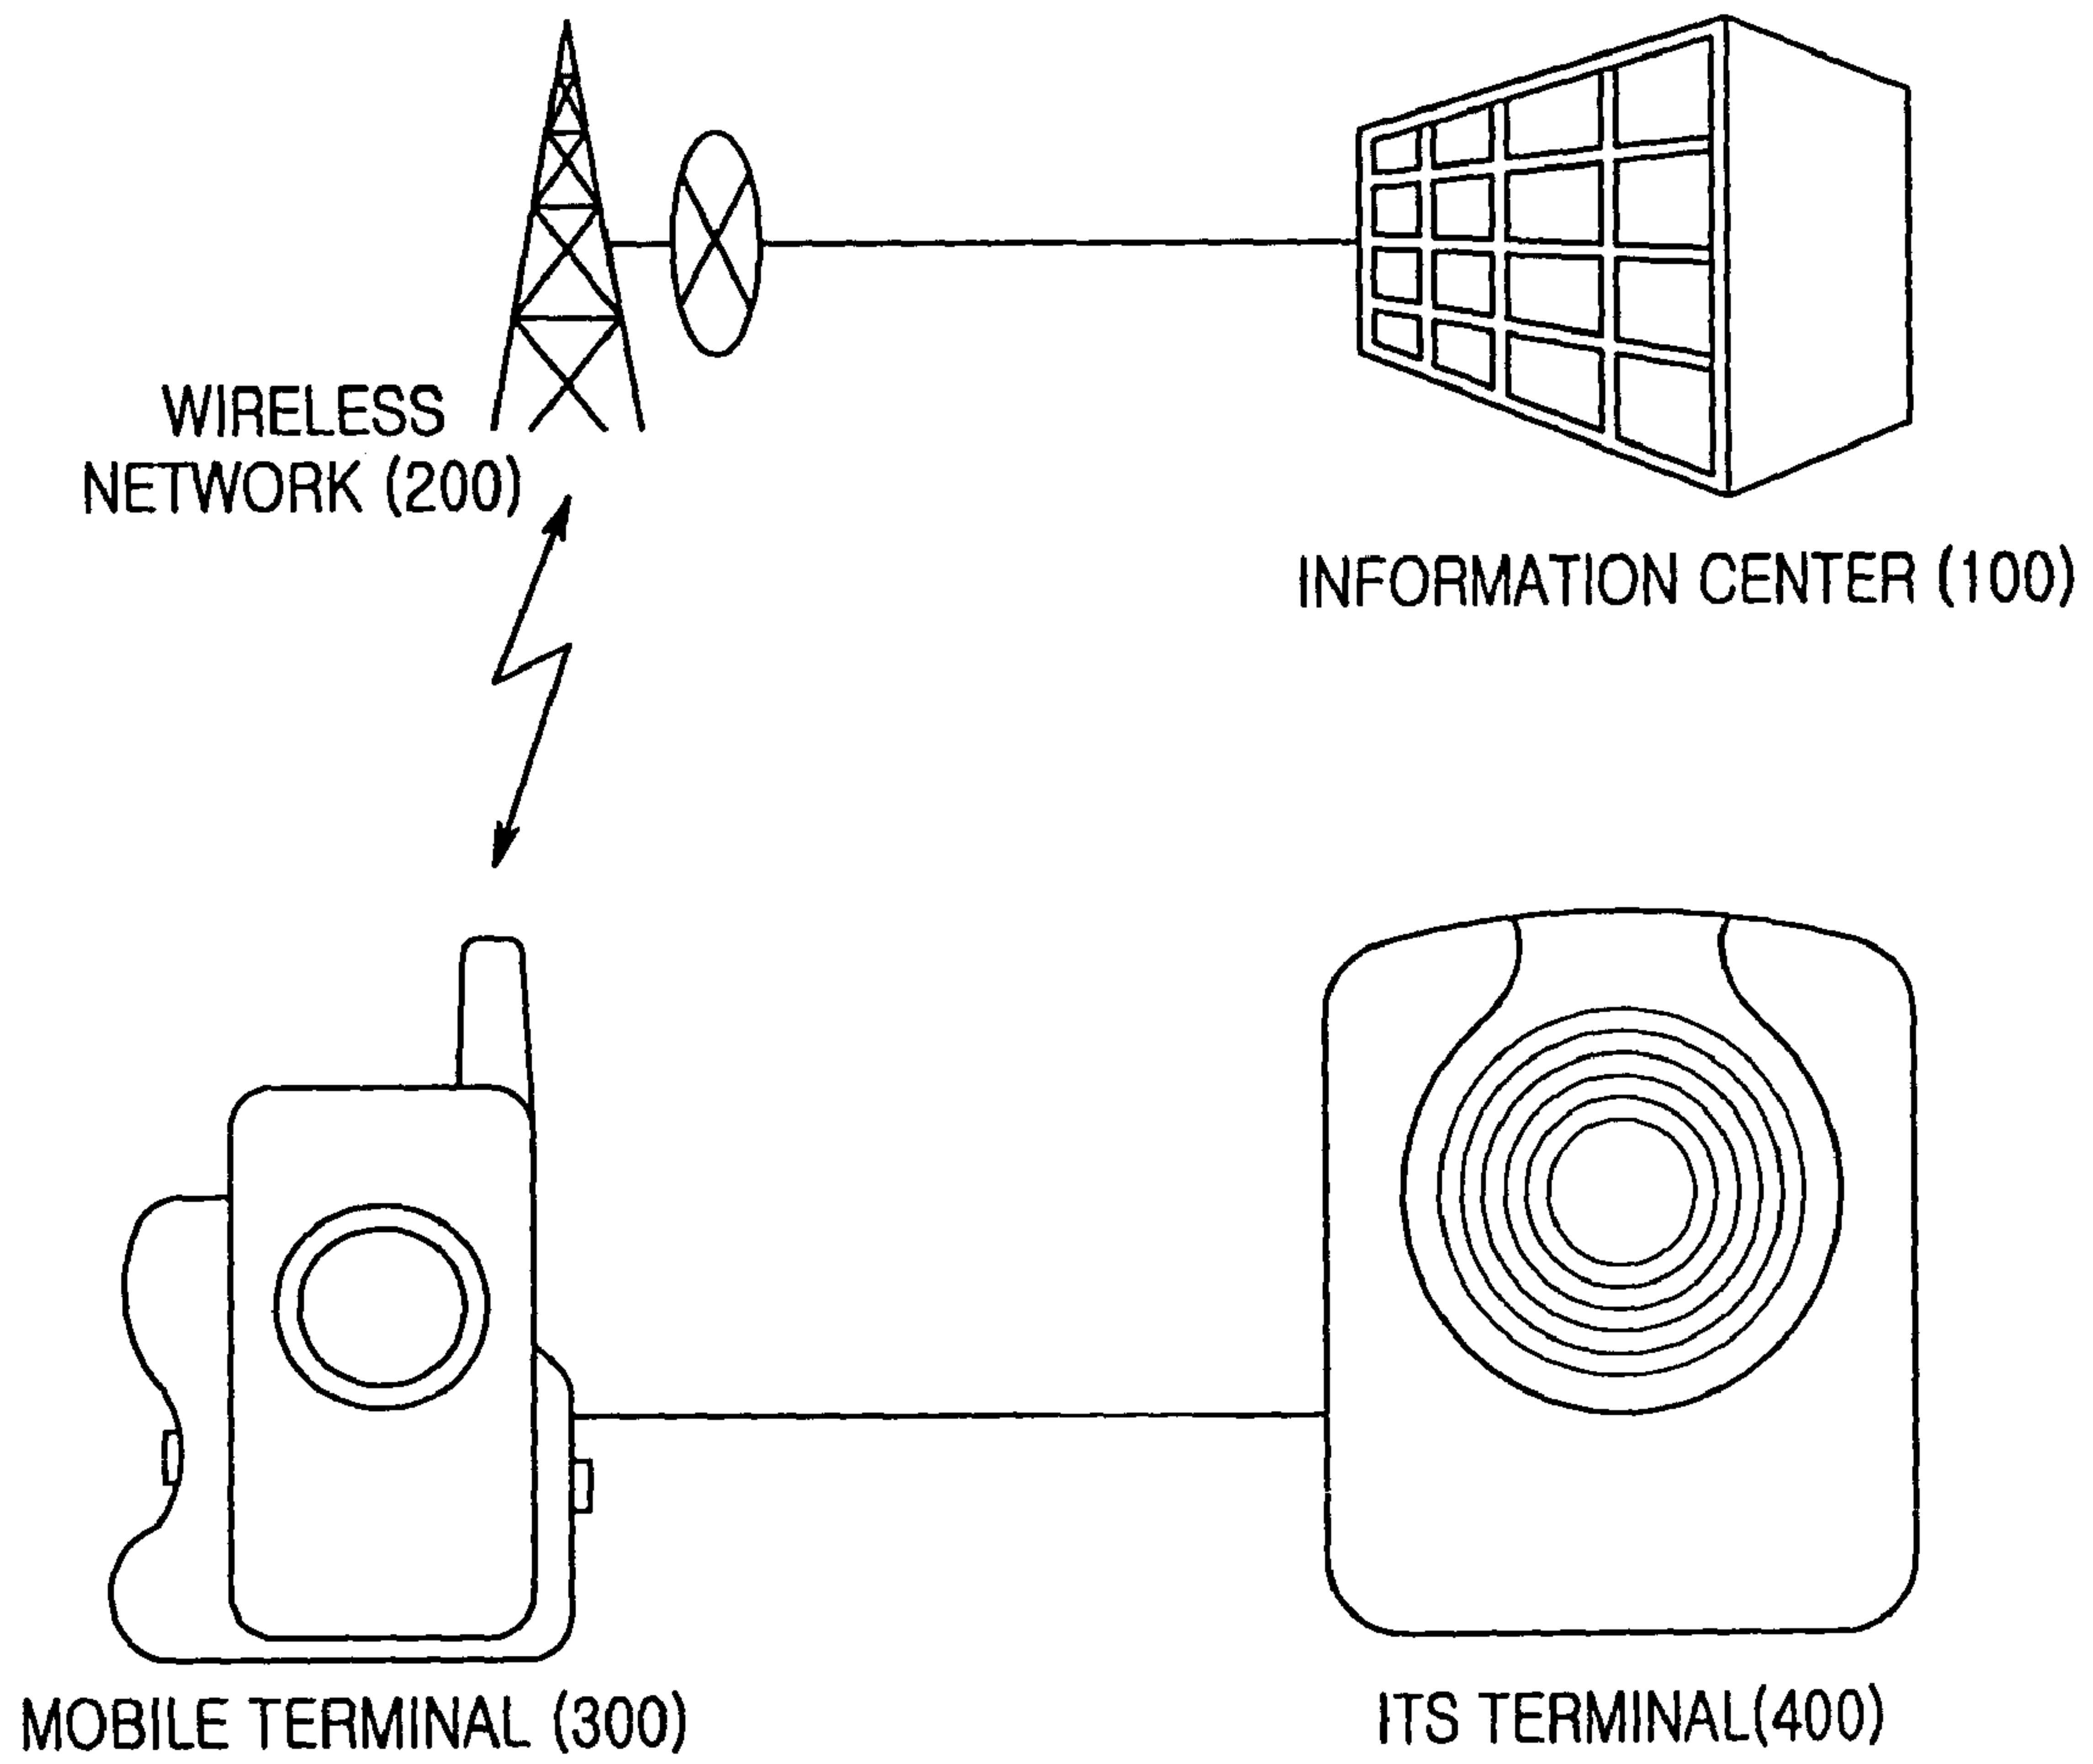 WIRELESS
NETWORK (200)
INFORMATION CENTER (100)
MOBILE TERMINAL (300)
ITS TERMINAL(400)